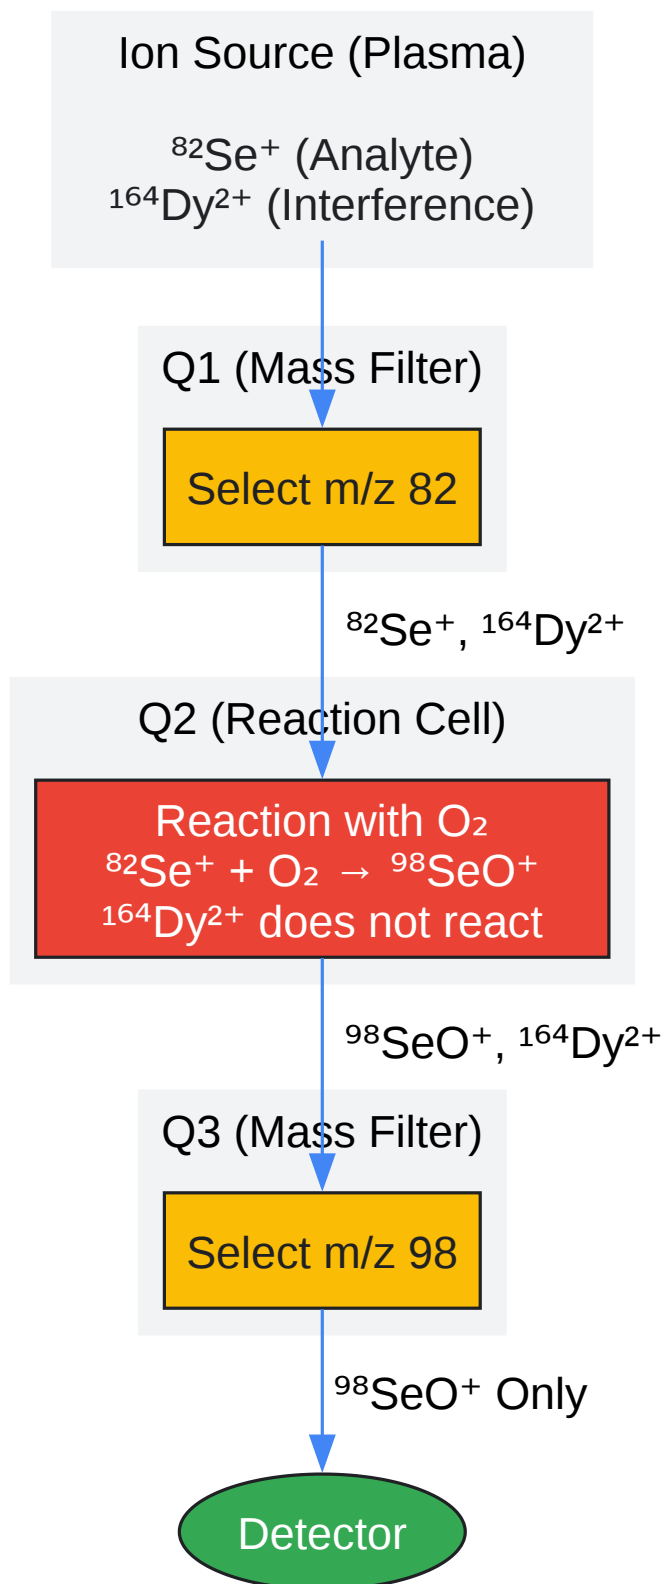 Ion Source (Plasma)
⁸²Se⁺ (Analyte)
¹⁶⁴Dy²⁺ (Interference)
Q1 (Mass Filter)
Select m/z 82
⁸²Se⁺, ¹⁶⁴Dy²⁺
Q2 (Reaction Cell)
Reaction with O₂
⁸²Se⁺ + O₂ → ⁹⁸SeO⁺
¹⁶⁴Dy²⁺ does not react
⁹⁸SeO⁺, ¹⁶⁴Dy²⁺
Q3 (Mass Filter)
Select m/z 98
⁹⁸SeO⁺ Only
Detector